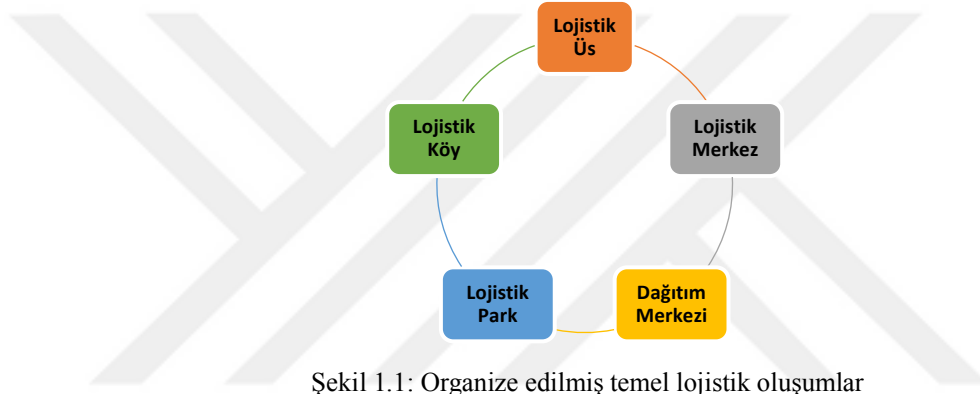 Lojistik
Üs
Lojistik
Köy
Lojistik
Merkez
Lojistik
Park
Dağıtım
Merkezi
Şekil 1.1: Organize edilmiş temel lojistik oluşumlar